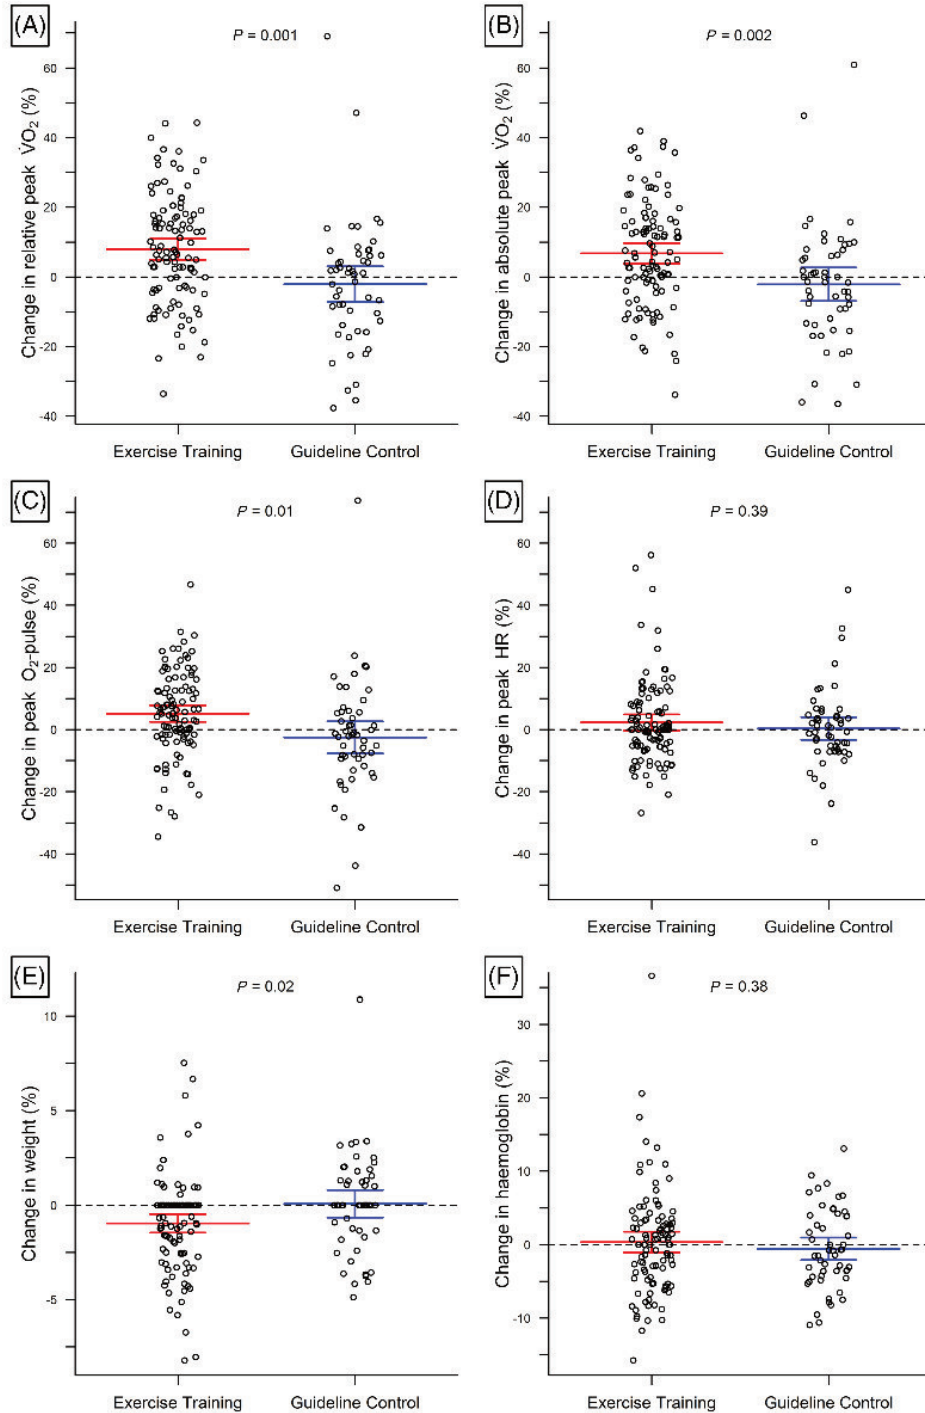 (A)
P = 0.001
Change in relative peak V̇O₂ (%)
60
40
20
0
-20
-40
Exercise Training
Guideline Control
(B)
P = 0.002
Change in absolute peak V̇O₂ (%)
60
40
20
0
-20
-40
Exercise Training
Guideline Control
(C)
P = 0.01
Change in peak O₂-pulse (%)
60
40
20
0
-20
-40
Exercise Training
Guideline Control
(D)
P = 0.39
Change in peak HR (%)
60
40
20
0
-20
-40
Exercise Training
Guideline Control
(E)
P = 0.02
Change in weight (%)
10
5
0
-5
Exercise Training
Guideline Control
(F)
P = 0.38
Change in haemoglobin (%)
30
20
10
0
-10
Exercise Training
Guideline Control